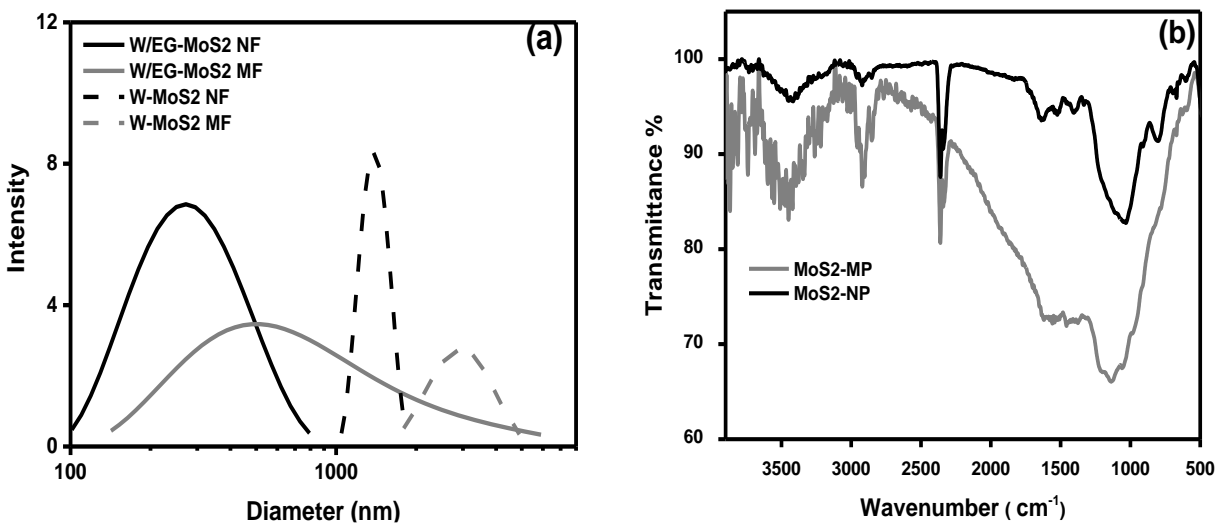 (a)
W/EG-MoS2 NF
W/EG-MoS2 MF
W-MoS2 NF
W-MoS2 MF
12
8
4
0
Intensity
100
1000
Diameter (nm)
(b)
100
90
80
70
60
Transmittance %
MoS2-MP
MoS2-NP
3500 3000 2500 2000 1500 1000 500
Wavenumber ( cm⁻¹)